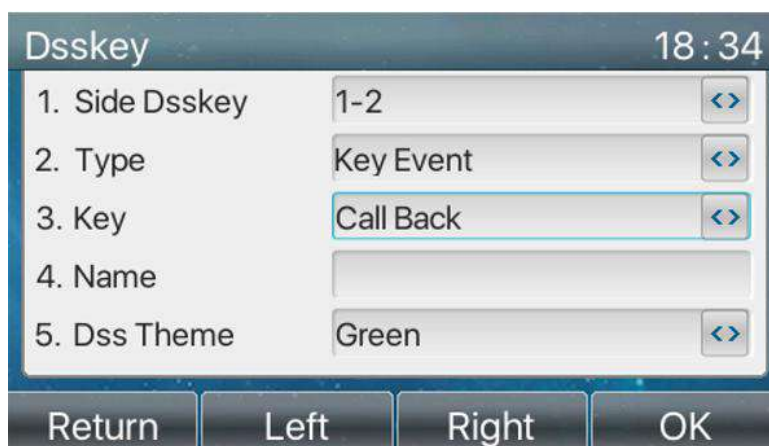 Dsskey 18:34
1. Side Dsskey 1-2 <>
2. Type Key Event <>
3. Key Call Back <>
4. Name
5. Dss Theme Green <>
Return Left Right OK